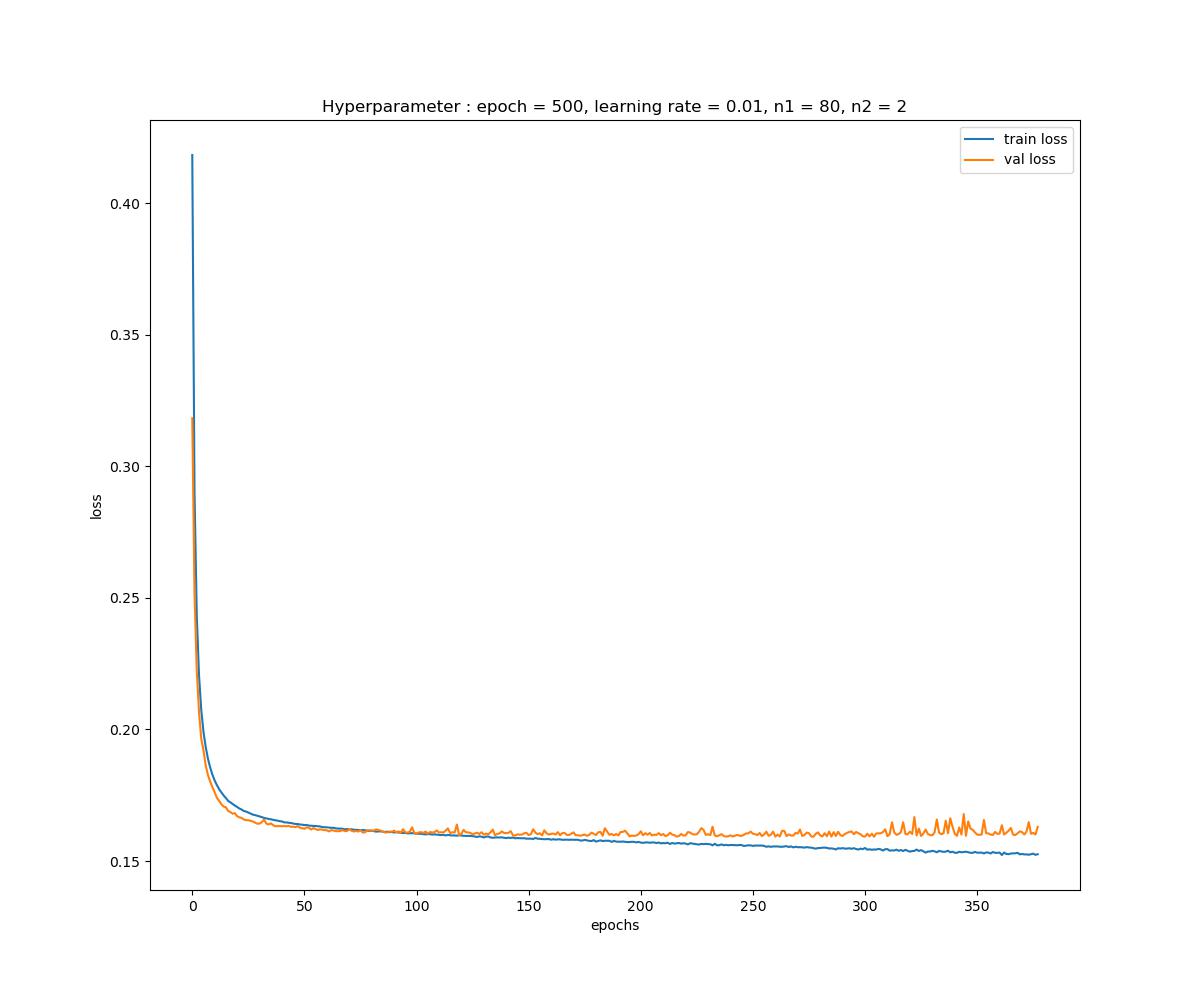 Hyperparameter : epoch = 500, learning rate = 0.01, n1 = 80, n2 = 2
train loss
val loss
0.40
0.35
0.30
0.25
0.20
0.15
loss
0 50 100 150 200 250 300 350
epochs